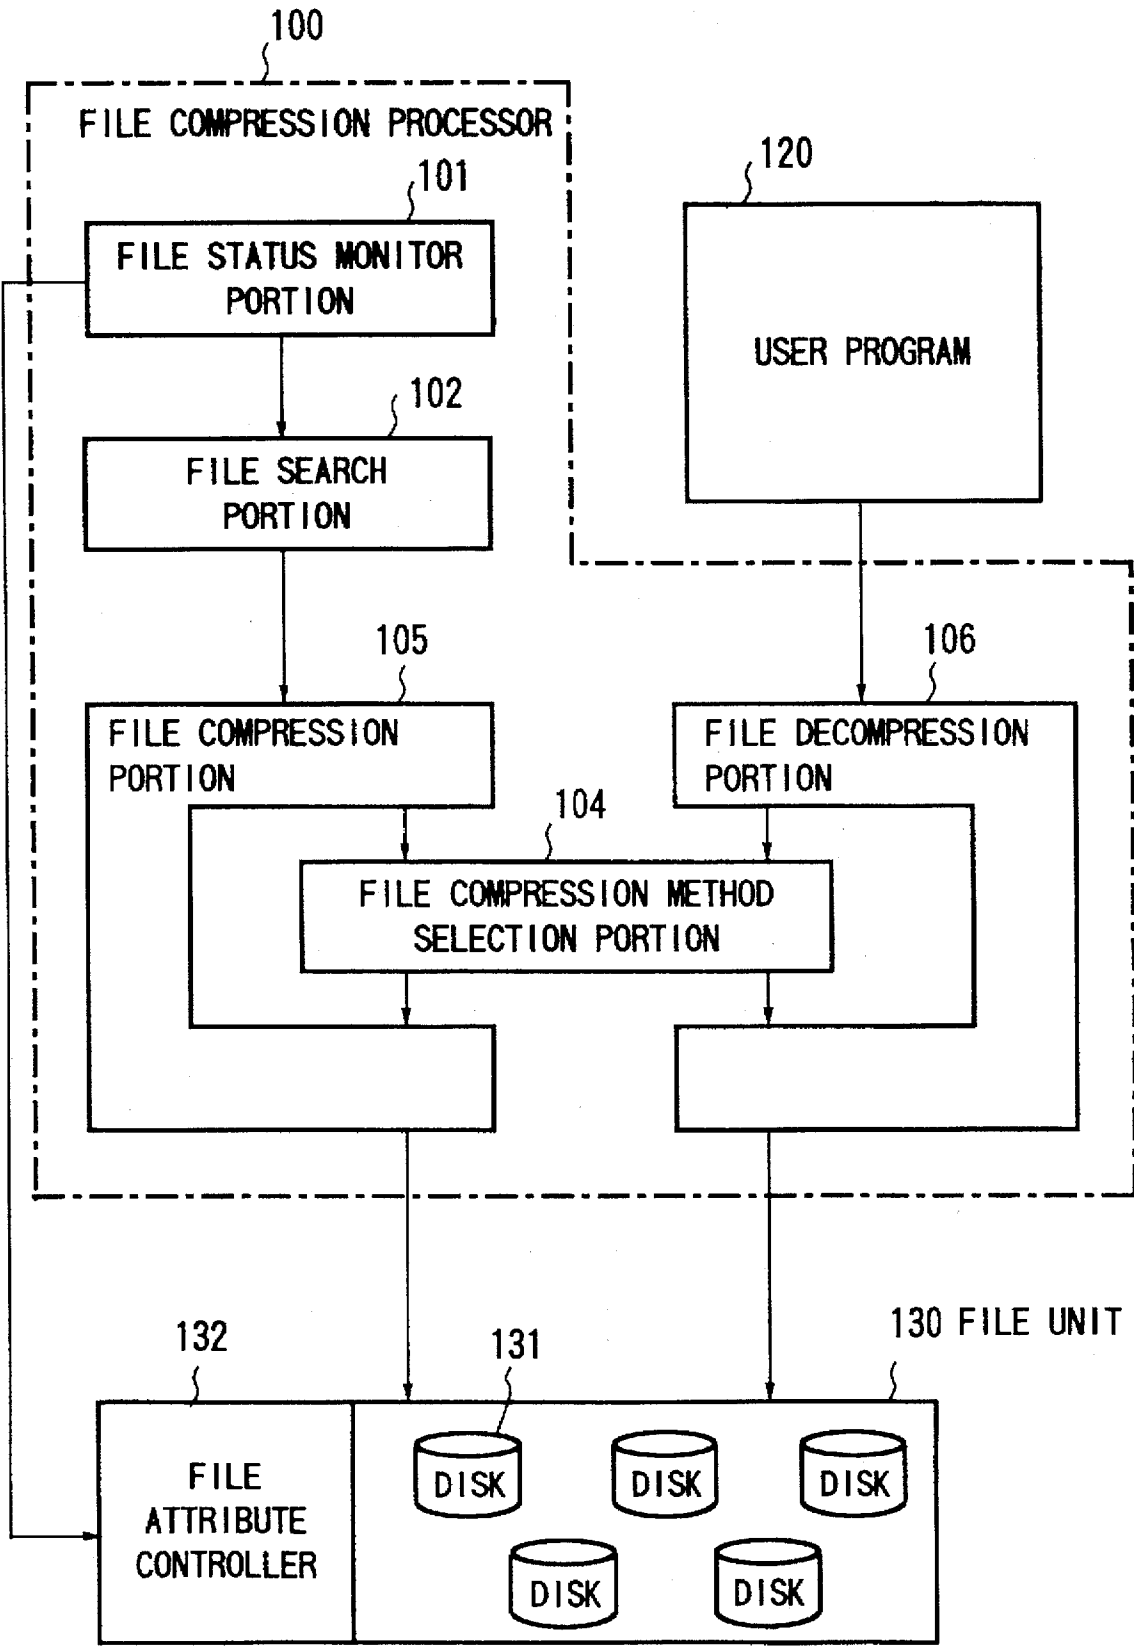 100
FILE COMPRESSION PROCESSOR
101
FILE STATUS MONITOR
PORTION
120
USER PROGRAM
102
FILE SEARCH
PORTION
105
FILE COMPRESSION
PORTION
106
FILE DECOMPRESSION
PORTION
104
FILE COMPRESSION METHOD
SELECTION PORTION
132
131
130 FILE UNIT
FILE
ATTRIBUTE
CONTROLLER
DISK
DISK
DISK
DISK
DISK